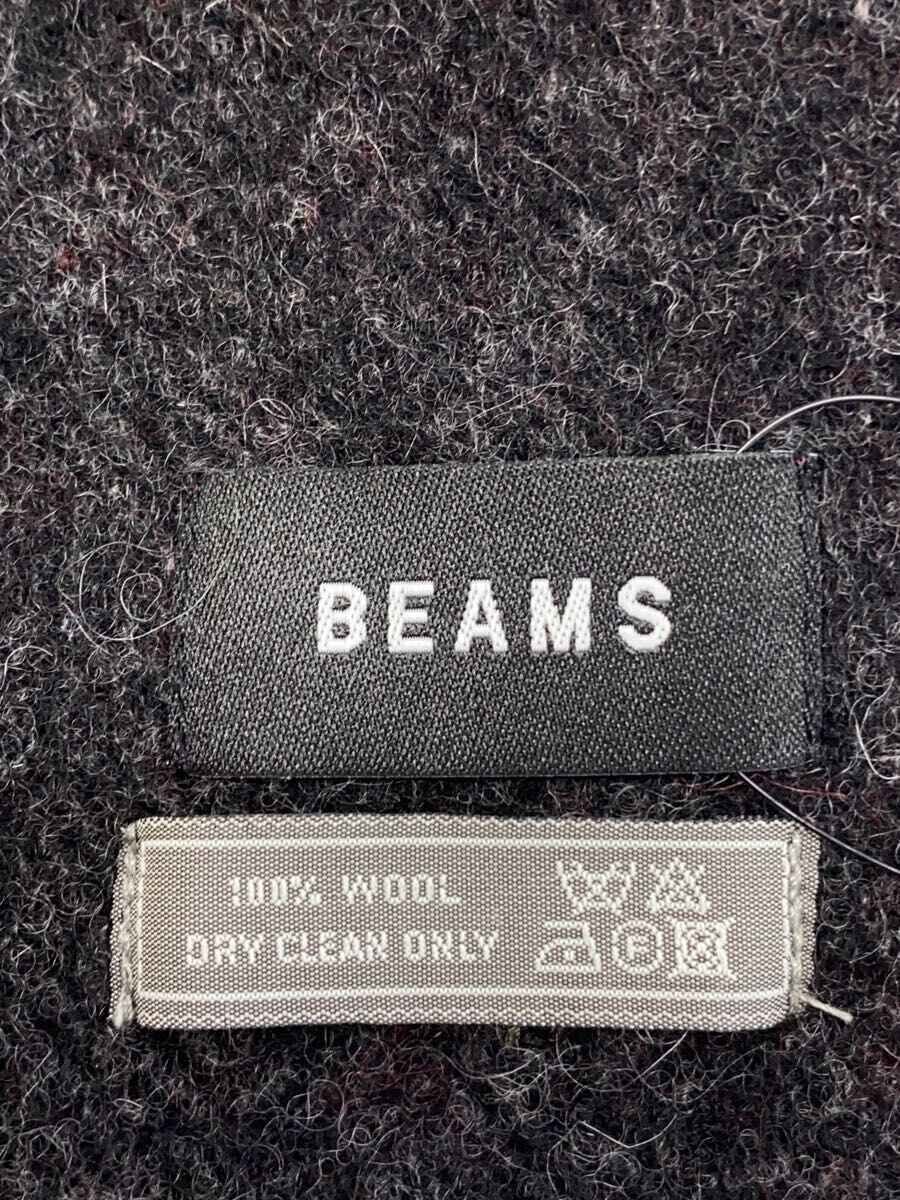 BEAMS
100% WOOL
DRY CLEAN ONLY
F